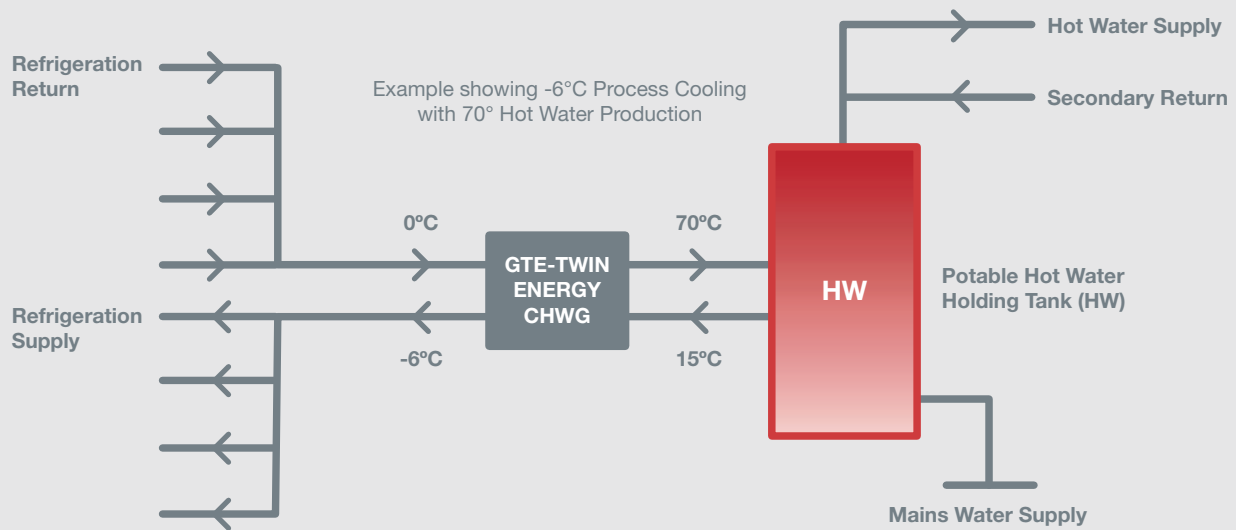 Hot Water Supply
Refrigeration
Return
Example showing -6°C Process Cooling
with 70° Hot Water Production
Secondary Return
0ºC
70ºC
GTE-TWIN
ENERGY
CHWG
HW
Potable Hot Water
Holding Tank (HW)
Refrigeration
Supply
-6ºC
15ºC
Mains Water Supply